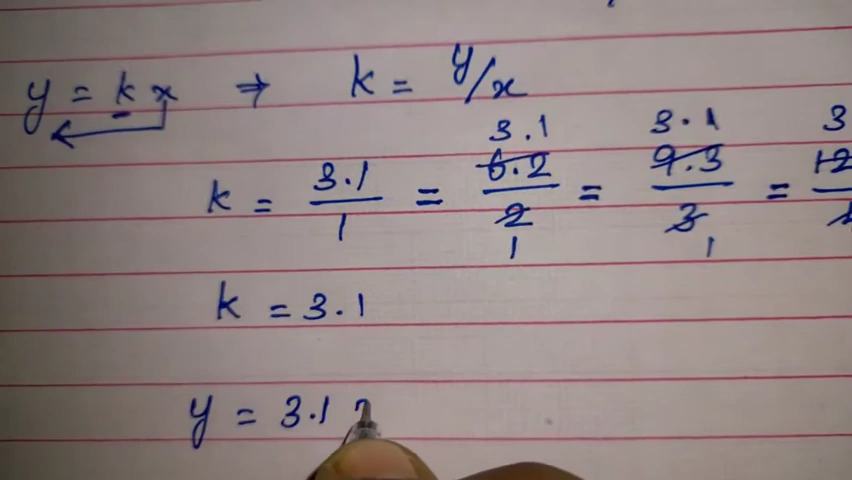 y = k x ⇒ k = y/x
3.1 3.1 3
k = 3.1/1 = 6.2/2 = 9.3/3 = 12
1 1
k = 3.1
y = 3.1